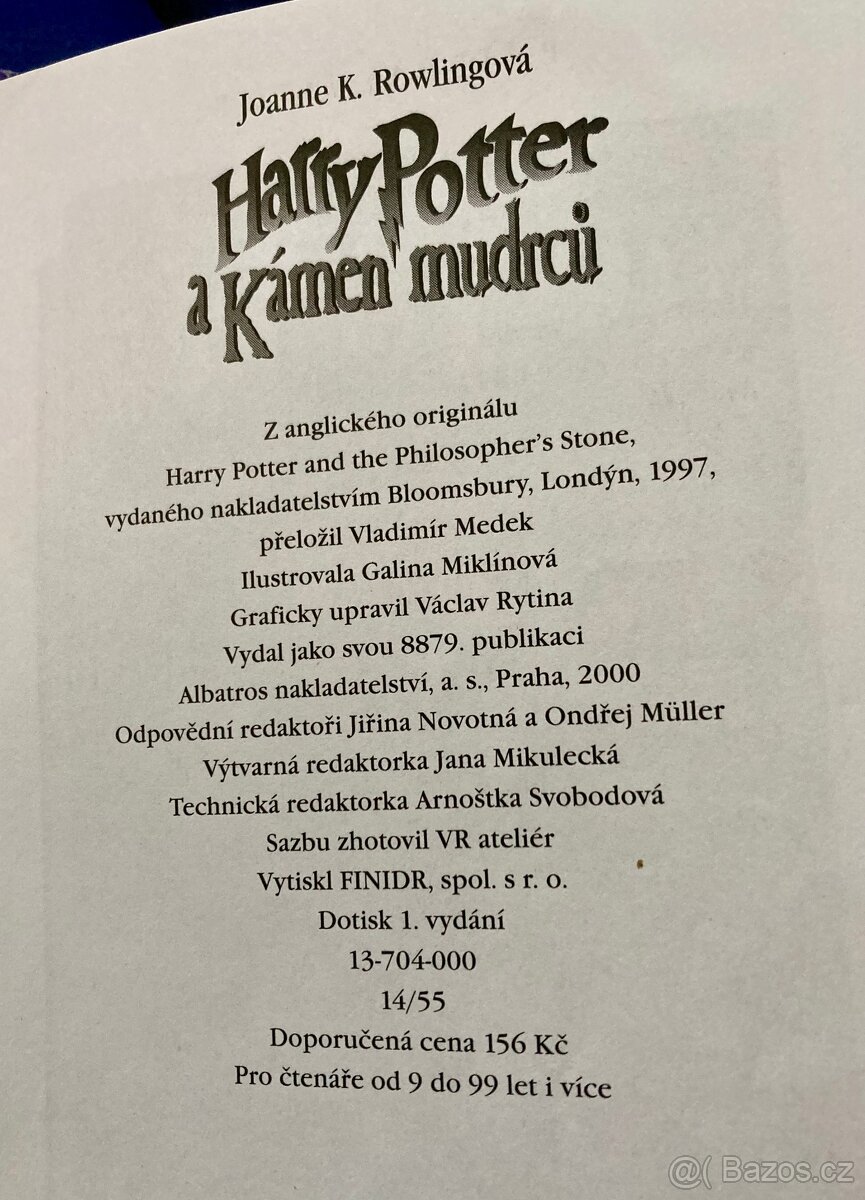 Joanne K. Rowlingová
Harry Potter
a Kámen mudrců
Z anglického originálu
Harry Potter and the Philosopher's Stone,
vydaného nakladatelstvím Bloomsbury, Londýn, 1997,
přeložil Vladimír Medek
Ilustrovala Galina Miklínová
Graficky upravil Václav Rytina
Vydal jako svou 8879. publikaci
Albatros nakladatelství, a. s., Praha, 2000
Odpovědní redaktoři Jiřina Novotná a Ondřej Müller
Výtvarná redaktorka Jana Mikulecká
Technická redaktorka Arnoštka Svobodová
Sazbu zhotovil VR ateliér
Vytiskl FINIDR, spol. s r. o.
Dotisk 1. vydání
13-704-000
14/55
Doporučená cena 156 Kč
Pro čtenáře od 9 do 99 let i více
@( Bazos.cz